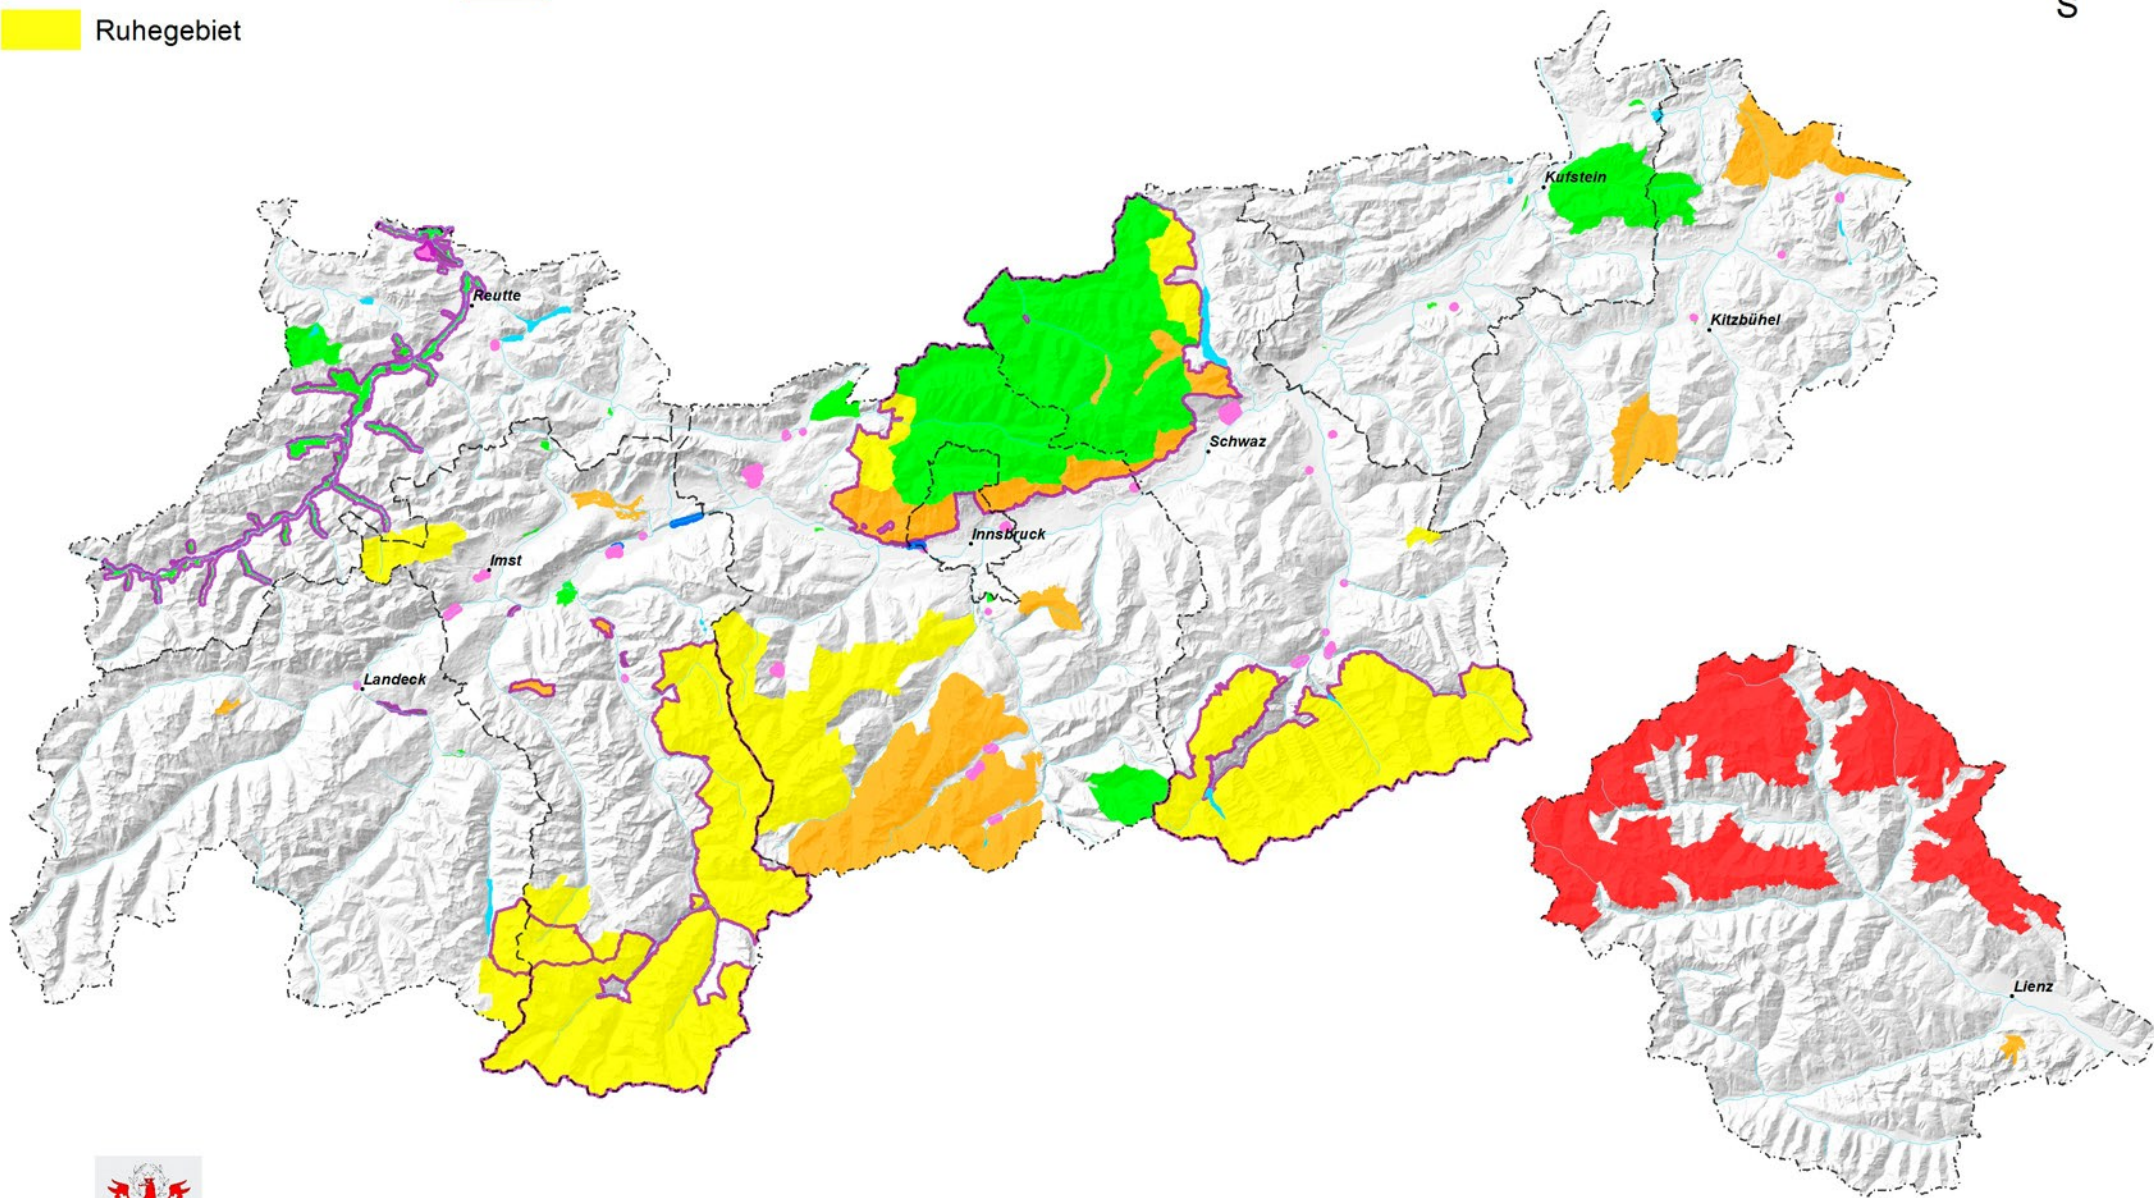 S
Ruhegebiet
Kufstein
Reutte
Kitzbühel
Schwaz
Innsbruck
Imst
Landeck
Lienz